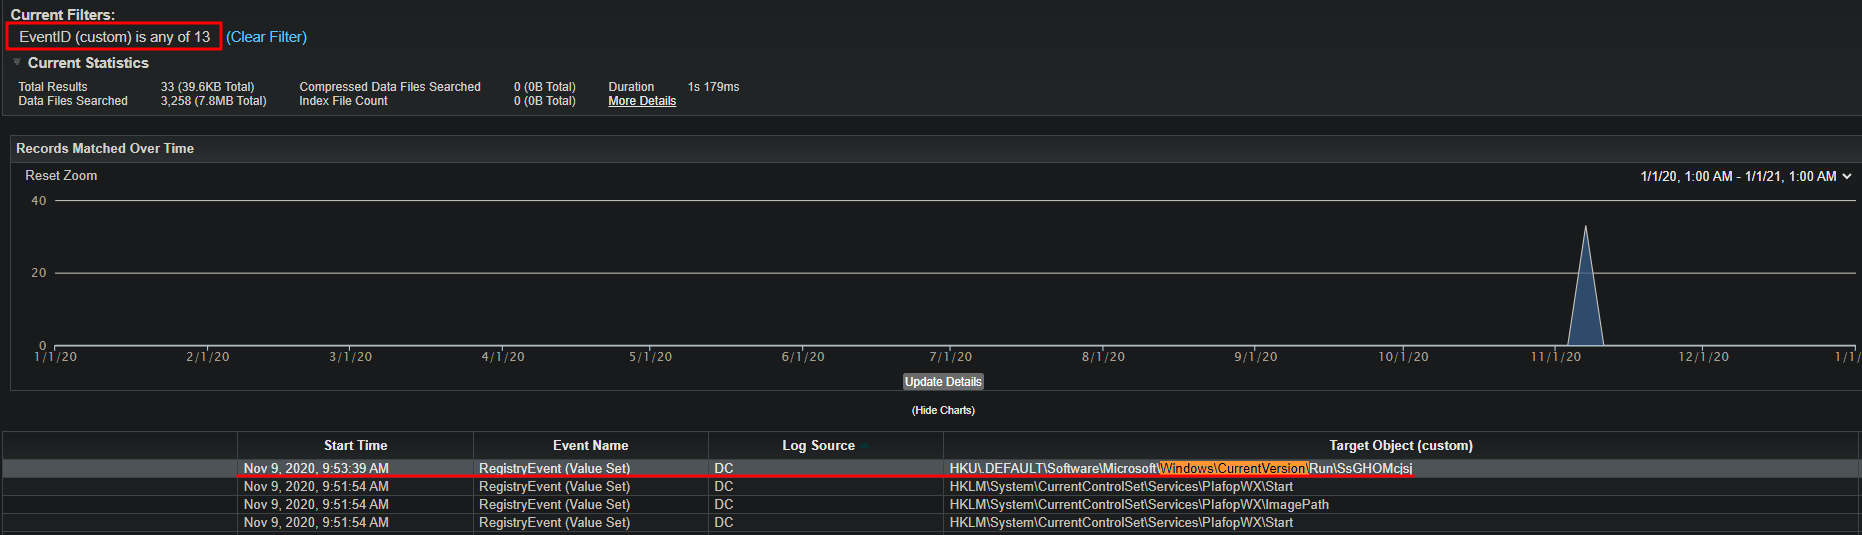 Current Filters:
EventID (custom) is any of 13 (Clear Filter)
Current Statistics
Total Results 33 (39.6KB Total) Compressed Data Files Searched 0 (0B Total) Duration 1s 179ms
Data Files Searched 3,258 (7.8MB Total) Index File Count 0 (0B Total) More Details
Records Matched Over Time
Reset Zoom 1/1/20, 1:00 AM - 1/1/21, 1:00 AM
40
20
0
1/1/20 2/1/20 3/1/20 4/1/20 5/1/20 6/1/20 7/1/20 8/1/20 9/1/20 10/1/20 11/1/20 12/1/20 1/1/
Update Details
(Hide Charts)
Start Time Event Name Log Source Target Object (custom)
Nov 9, 2020, 9:53:39 AM RegistryEvent (Value Set) DC HKU\.DEFAULT\Software\Microsoft\Windows\CurrentVersion\Run\SsGHOMcjsj
Nov 9, 2020, 9:51:54 AM RegistryEvent (Value Set) DC HKLM\System\CurrentControlSet\Services\PlafopWX\Start
Nov 9, 2020, 9:51:54 AM RegistryEvent (Value Set) DC HKLM\System\CurrentControlSet\Services\PlafopWX\ImagePath
Nov 9, 2020, 9:51:54 AM RegistryEvent (Value Set) DC HKLM\System\CurrentControlSet\Services\PlafopWX\Start